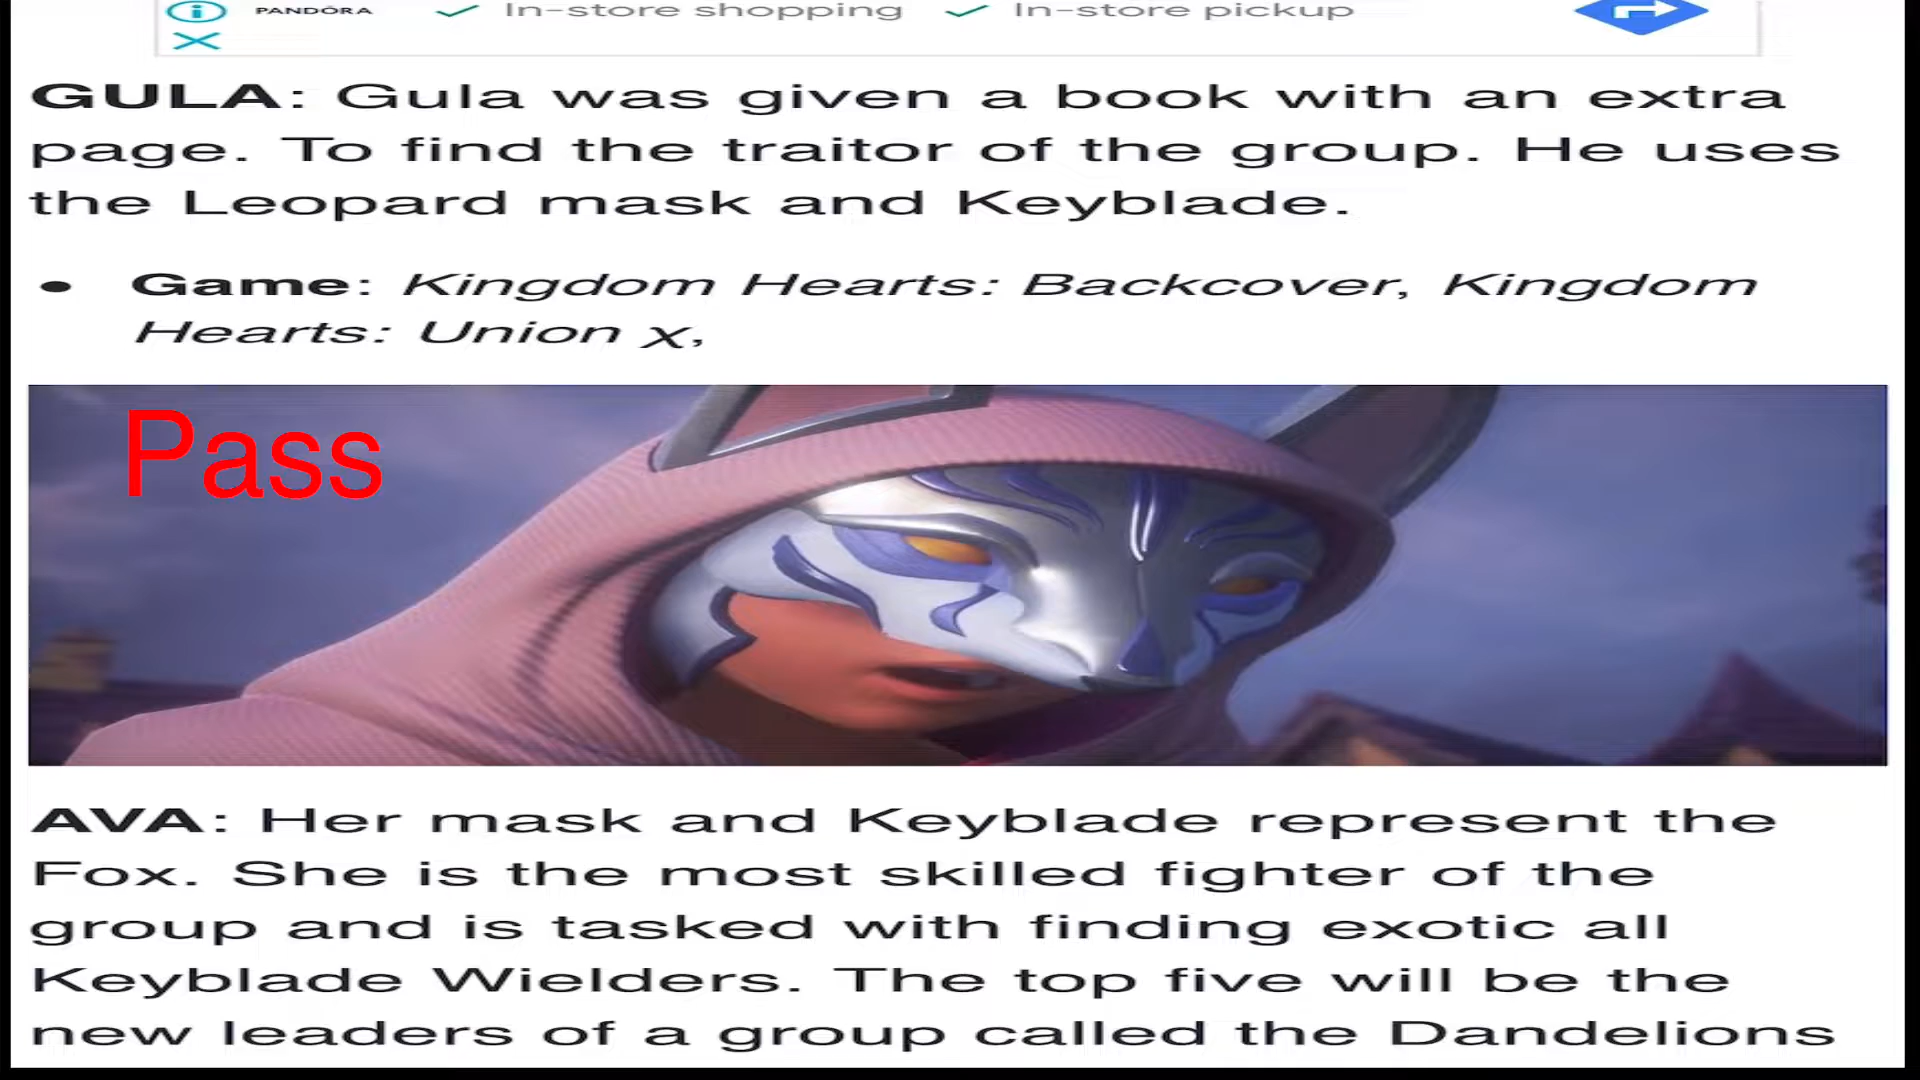 PANDORA In-store shopping In-store pickup
GULA: Gula was given a book with an extra
page. To find the traitor of the group. He uses
the Leopard mask and Keyblade.
• Game: Kingdom Hearts: Backcover, Kingdom
Hearts: Union χ,
Pass
AVA: Her mask and Keyblade represent the
Fox. She is the most skilled fighter of the
group and is tasked with finding exotic all
Keyblade Wielders. The top five will be the
new leaders of a group called the Dandelions